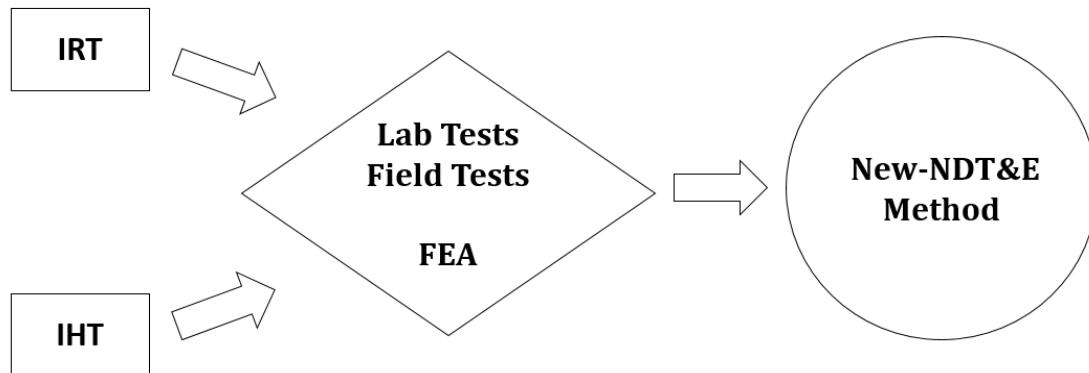 IRT
Lab Tests
Field Tests
FEA
New-NDT&E
Method
IHT